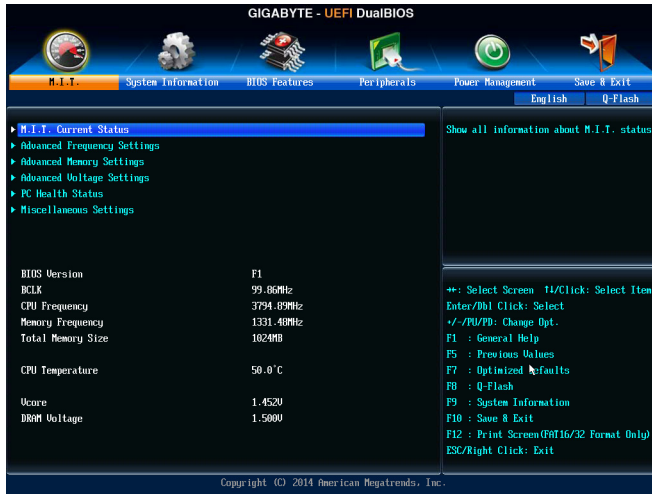 GIGABYTE - UEFI DualBIOS
M.I.T. System Information BIOS Features Peripherals Power Management Save & Exit
English Q-Flash
M.I.T. Current Status
Advanced Frequency Settings
Advanced Memory Settings
Advanced Voltage Settings
PC Health Status
Miscellaneous Settings
Show all information about M.I.T. status
BIOS Version F1
BCLK 99.86MHz
CPU Frequency 3794.89MHz
Memory Frequency 1331.48MHz
Total Memory Size 1024MB
CPU Temperature 50.0°C
Vcore 1.452V
DRAM Voltage 1.500V
→←: Select Screen ↑↓/Click: Select Item
Enter/Dbl Click: Select
+/-/PU/PD: Change Opt.
F1 : General Help
F5 : Previous Values
F7 : Optimized Defaults
F8 : Q-Flash
F9 : System Information
F10 : Save & Exit
F12 : Print Screen(FAT16/32 Format Only)
ESC/Right Click: Exit
Copyright (C) 2014 American Megatrends, Inc.